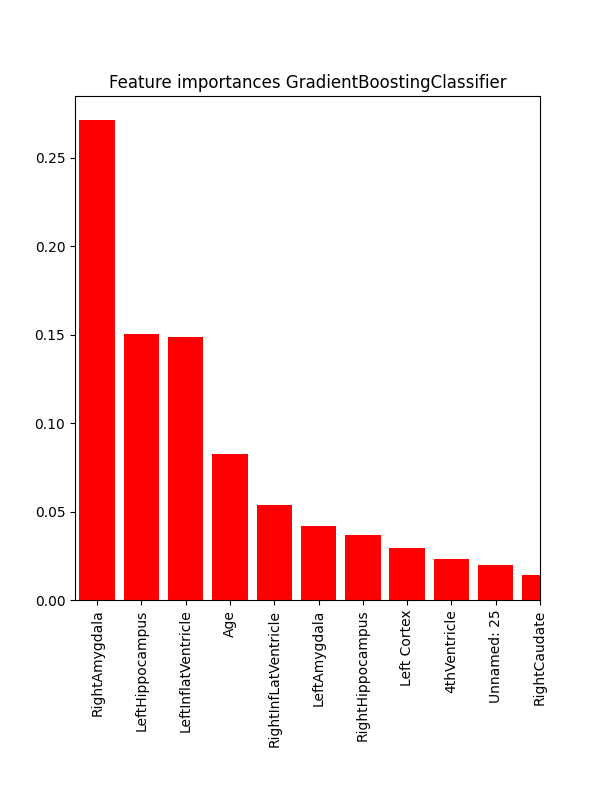 Feature importances GradientBoostingClassifier
0.25
0.20
0.15
0.10
0.05
0.00
RightAmygdala
LeftHippocampus
LeftInflatVentricle
Age
RightInfLatVentricle
LeftAmygdala
RightHippocampus
Left Cortex
4thVentricle
Unnamed: 25
RightCaudate